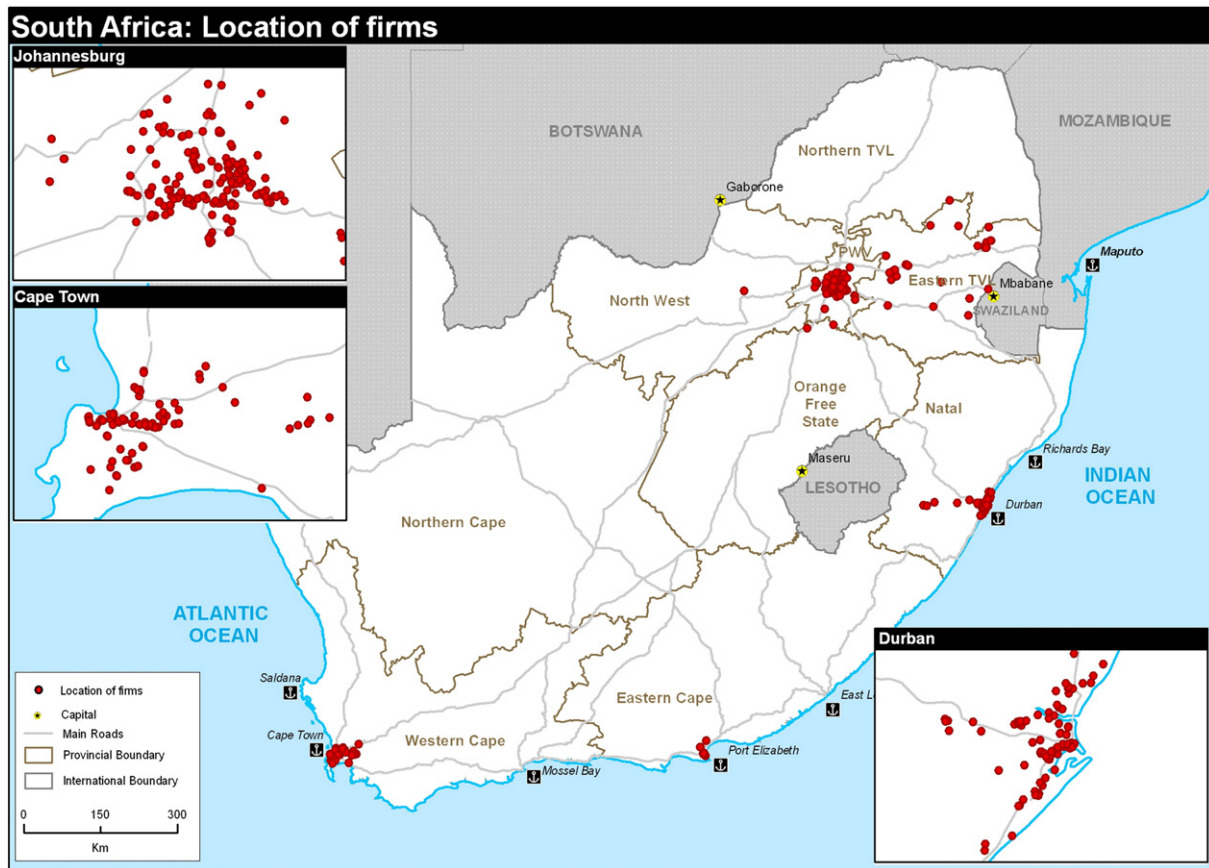 South Africa: Location of firms
Johannesburg
Cape Town
BOTSWANA
MOZAMBIQUE
Northern TVL
Gaborone
PWV
Maputo
Eastern TVL
Mbabane
North West
SWAZILAND
Orange
Free
State
Natal
Maseru
LESOTHO
Richards Bay
INDIAN
OCEAN
Durban
Northern Cape
ATLANTIC
OCEAN
Saldana
Cape Town
Western Cape
Eastern Cape
East Lo
Port Elizabeth
Mossel Bay
Durban
Location of firms
Capital
Main Roads
Provincial Boundary
International Boundary
0 150 300
Km